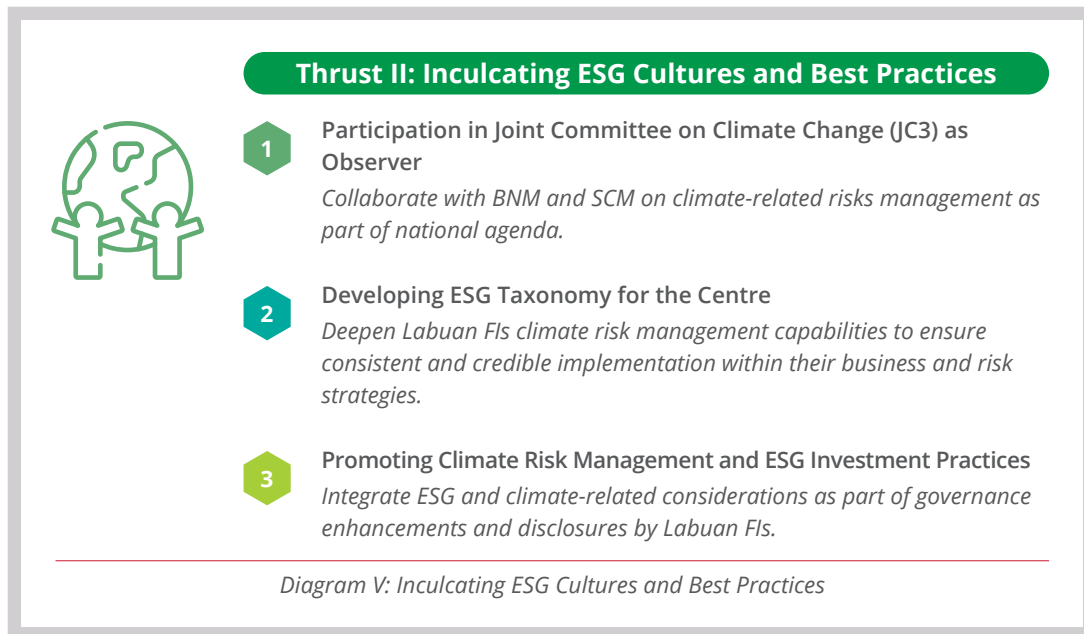 Thrust II: Inculcating ESG Cultures and Best Practices
1
Participation in Joint Committee on Climate Change (JC3) as
Observer
Collaborate with BNM and SCM on climate-related risks management as
part of national agenda.
2
Developing ESG Taxonomy for the Centre
Deepen Labuan FIs climate risk management capabilities to ensure
consistent and credible implementation within their business and risk
strategies.
3
Promoting Climate Risk Management and ESG Investment Practices
Integrate ESG and climate-related considerations as part of governance
enhancements and disclosures by Labuan FIs.
Diagram V: Inculcating ESG Cultures and Best Practices